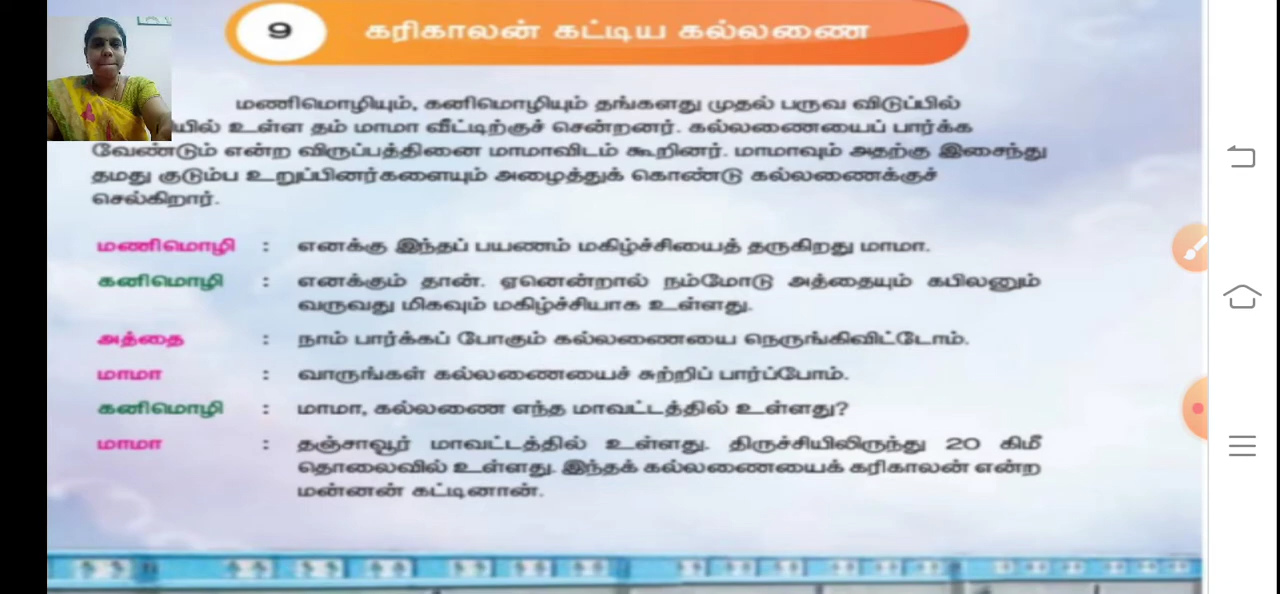 9
கரிகாலன் கட்டிய கல்லணை
மணிமொழியும், கனிமொழியும் தங்களது முதல் பருவ விடுப்பில்
யில் உள்ள தம் மாமா வீட்டிற்குச் சென்றனர். கல்லணையைப் பார்க்க
வேண்டும் என்ற விருப்பத்தினை மாமாவிடம் கூறினர். மாமாவும் அதற்கு இசைந்து
தமது குடும்ப உறுப்பினர்களையும் அழைத்துக் கொண்டு கல்லணைக்குச்
செல்கிறார்.
மணிமொழி : எனக்கு இந்தப் பயணம் மகிழ்ச்சியைத் தருகிறது மாமா.
கனிமொழி : எனக்கும் தான். ஏனென்றால் நம்மோடு அத்தையும் கபிலனும்
வருவது மிகவும் மகிழ்ச்சியாக உள்ளது.
அத்தை : நாம் பார்க்கப் போகும் கல்லணையை நெருங்கிவிட்டோம்.
மாமா : வாருங்கள் கல்லணையைச் சுற்றிப் பார்ப்போம்.
கனிமொழி : மாமா, கல்லணை எந்த மாவட்டத்தில் உள்ளது?
மாமா : தஞ்சாவூர் மாவட்டத்தில் உள்ளது. திருச்சியிலிருந்து 20 கிமீ
தொலைவில் உள்ளது. இந்தக் கல்லணையைக் கரிகாலன் என்ற
மன்னன் கட்டினான்.